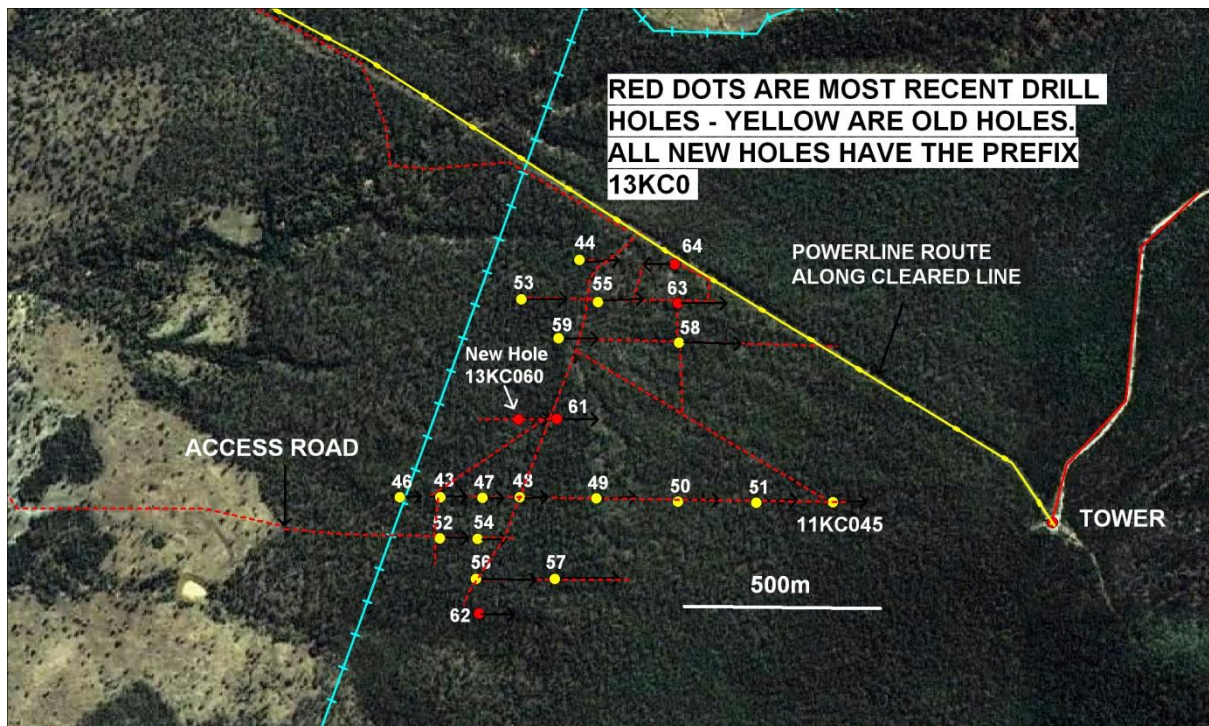 RED DOTS ARE MOST RECENT DRILL
HOLES - YELLOW ARE OLD HOLES.
ALL NEW HOLES HAVE THE PREFIX
13KC0
44
64
POWERLINE ROUTE
ALONG CLEARED LINE
53
55
63
59
58
New Hole
13KC060
61
ACCESS ROAD
46
43
47
48
49
50
51
11KC045
TOWER
52
54
56
57
500m
62